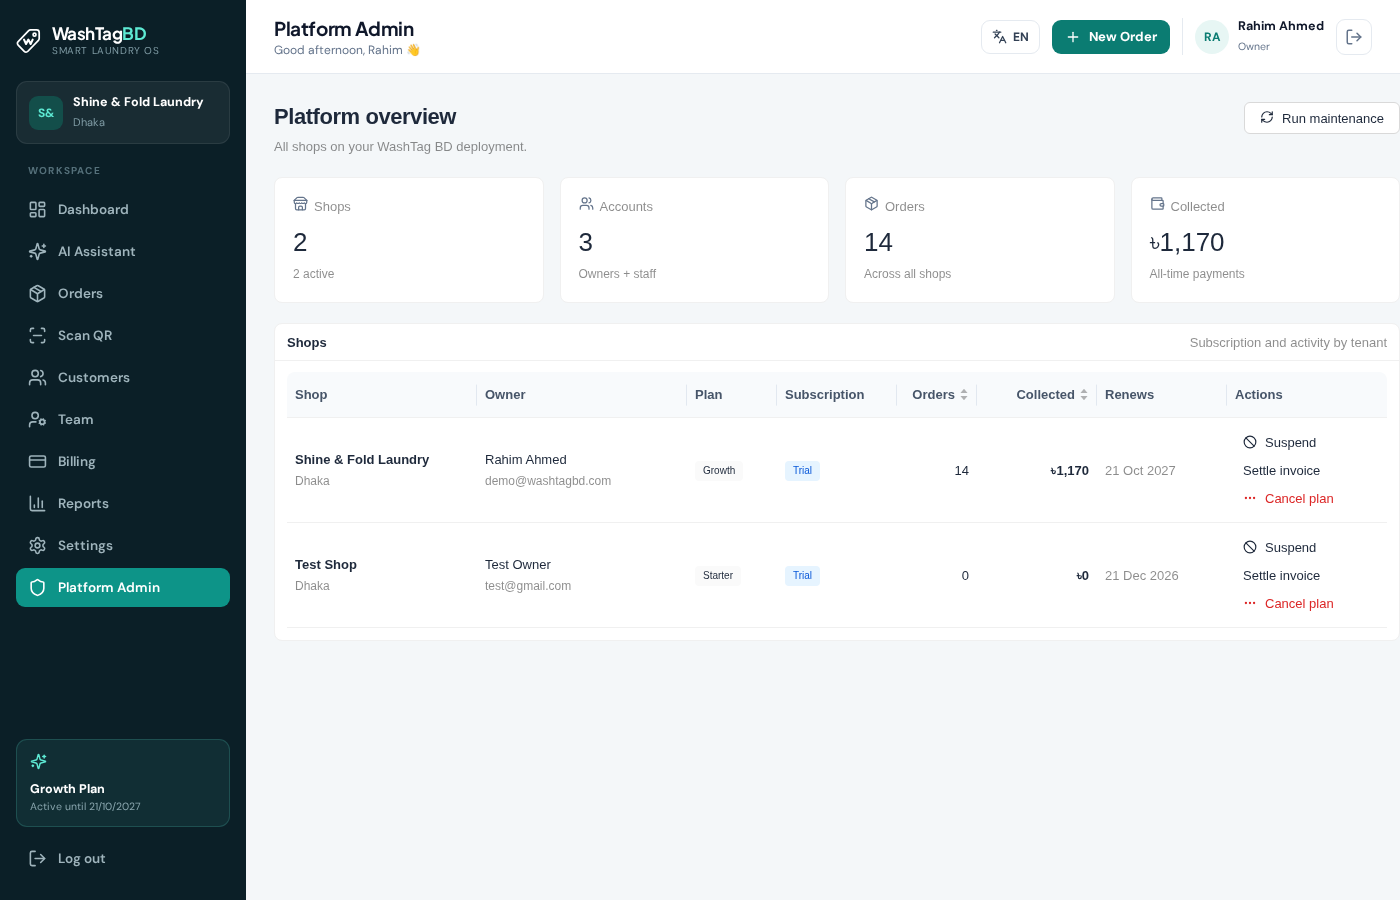 WashTagBD
SMART LAUNDRY OS
S&
Shine & Fold Laundry
Dhaka
WORKSPACE
Dashboard
AI Assistant
Orders
Scan QR
Customers
Team
Billing
Reports
Settings
Platform Admin
Growth Plan
Active until 21/10/2027
Log out
Platform Admin
Good afternoon, Rahim 👋
EN
New Order
RA
Rahim Ahmed
Owner
Platform overview
All shops on your WashTag BD deployment.
Run maintenance
Shops
2
2 active
Accounts
3
Owners + staff
Orders
14
Across all shops
Collected
৳1,170
All-time payments
Shops
Subscription and activity by tenant
Shop Owner Plan Subscription Orders Collected Renews Actions
Shine & Fold Laundry
Dhaka
Rahim Ahmed
demo@washtagbd.com
Growth
Trial
14
৳1,170
21 Oct 2027
Suspend
Settle invoice
Cancel plan
Test Shop
Dhaka
Test Owner
test@gmail.com
Starter
Trial
0
৳0
21 Dec 2026
Suspend
Settle invoice
Cancel plan